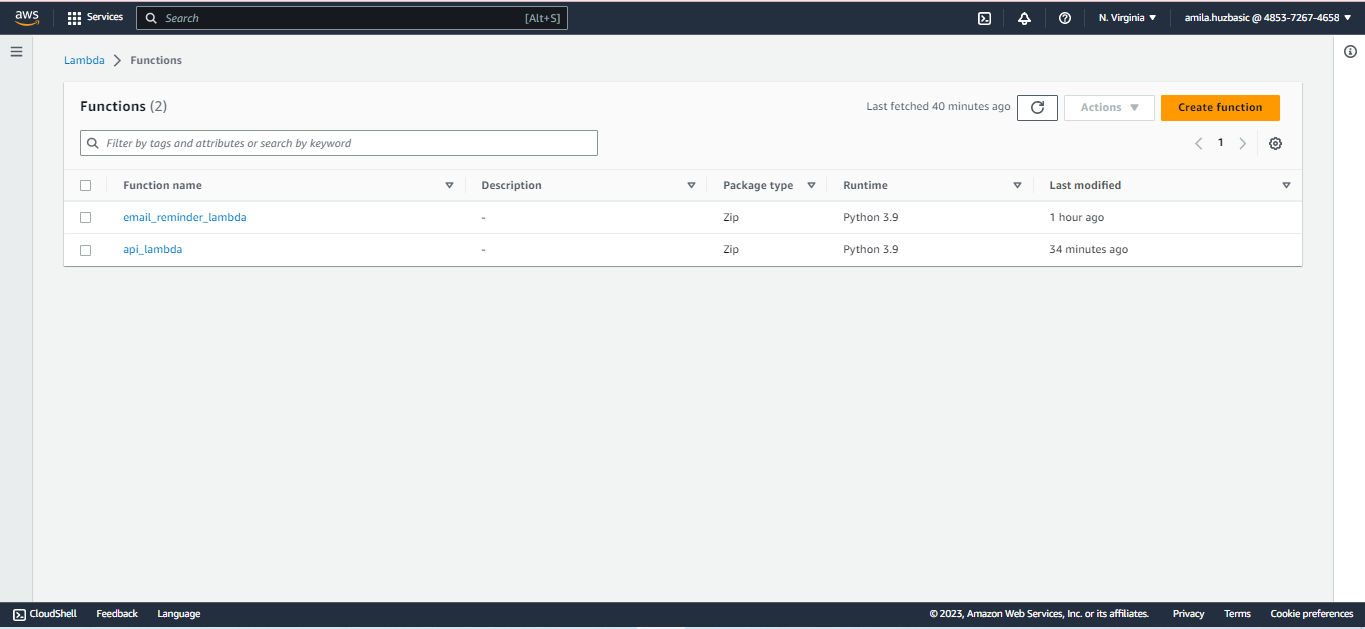 aws Services Search [Alt+S] N. Virginia amila.huzbasic @ 4853-7267-4658
Lambda Functions
Functions (2) Last fetched 40 minutes ago Actions Create function
Filter by tags and attributes or search by keyword 1
Function name Description Package type Runtime Last modified
email_reminder_lambda - Zip Python 3.9 1 hour ago
api_lambda - Zip Python 3.9 34 minutes ago
CloudShell Feedback Language © 2023, Amazon Web Services, Inc. or its affiliates. Privacy Terms Cookie preferences